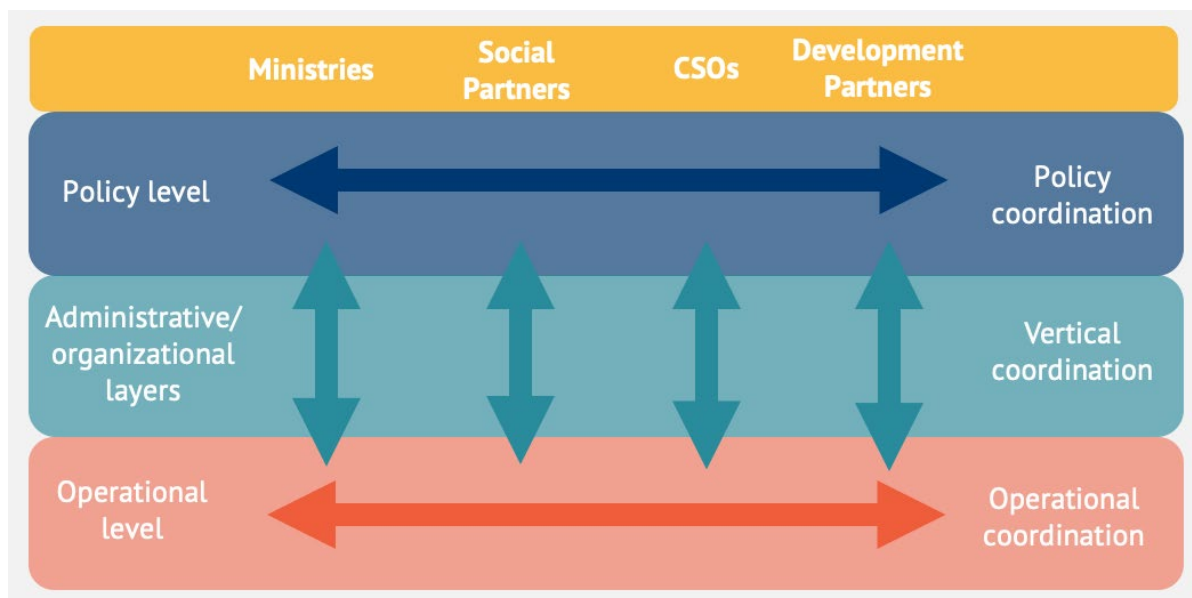 Ministries
Social
Partners
CSOs
Development
Partners
Policy level
Policy
coordination
Administrative/
organizational
layers
Vertical
coordination
Operational
level
Operational
coordination